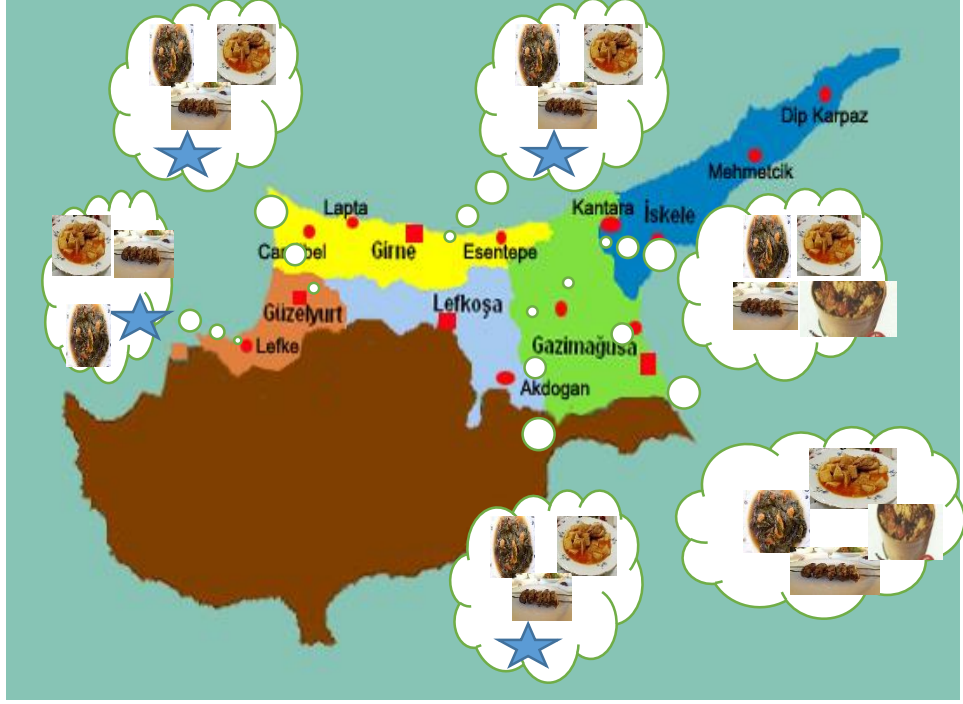 Dip Karpaz
Mehmetcik
Lapta
Kantara
İskele
Girne
Esentepe
Lefkoşa
Güzelyurt
Lefke
Gazimağusa
Akdogan